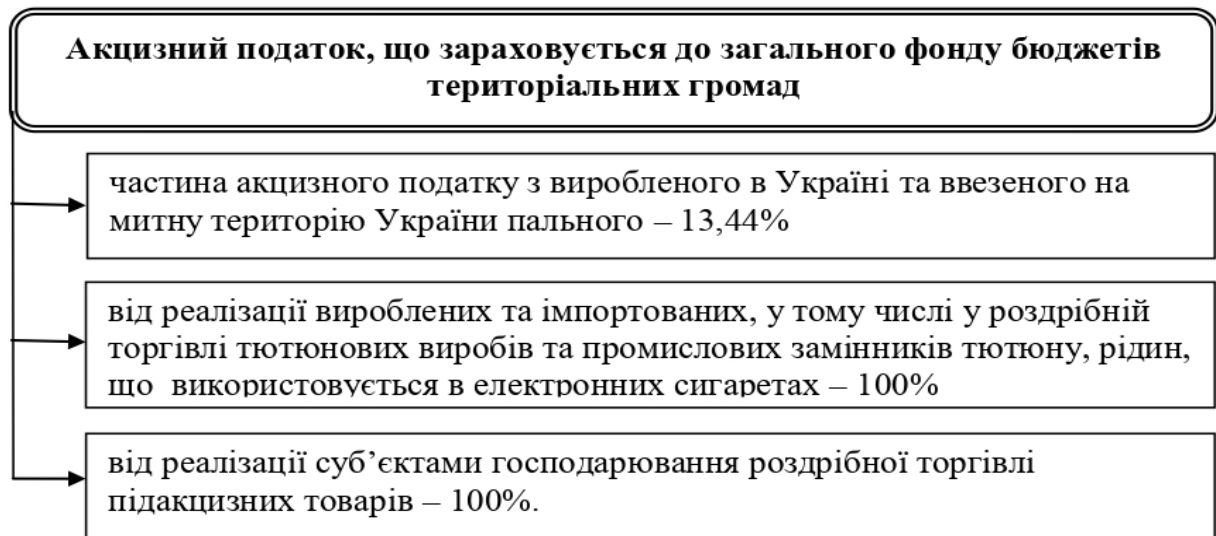 Акцизний податок, що зараховується до загального фонду бюджетів
територіальних громад
частина акцизного податку з виробленого в Україні та ввезеного на
митну територію України пального – 13,44%
від реалізації вироблених та імпортованих, у тому числі у роздрібній
торгівлі тютюнових виробів та промислових замінників тютюну, рідин,
що використовується в електронних сигаретах – 100%
від реалізації суб’єктами господарювання роздрібної торгівлі
підакцизних товарів – 100%.